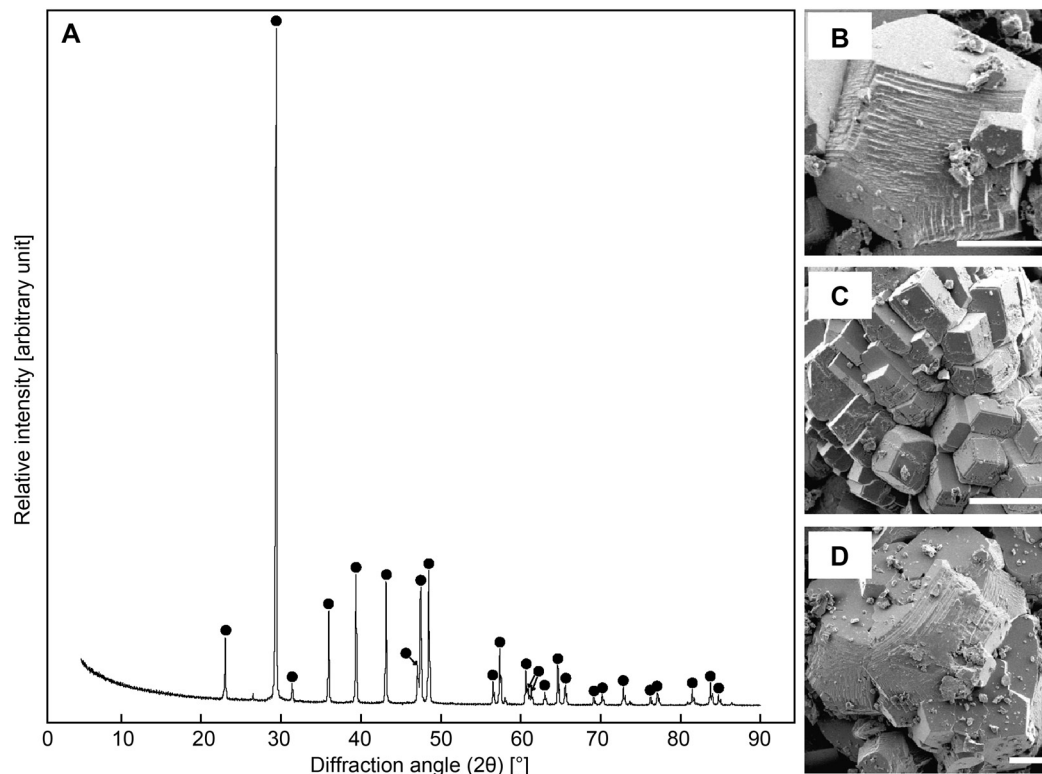 A
Relative intensity [arbitrary unit]
0 10 20 30 40 50 60 70 80 90
Diffraction angle (2θ) [°]
B
C
D